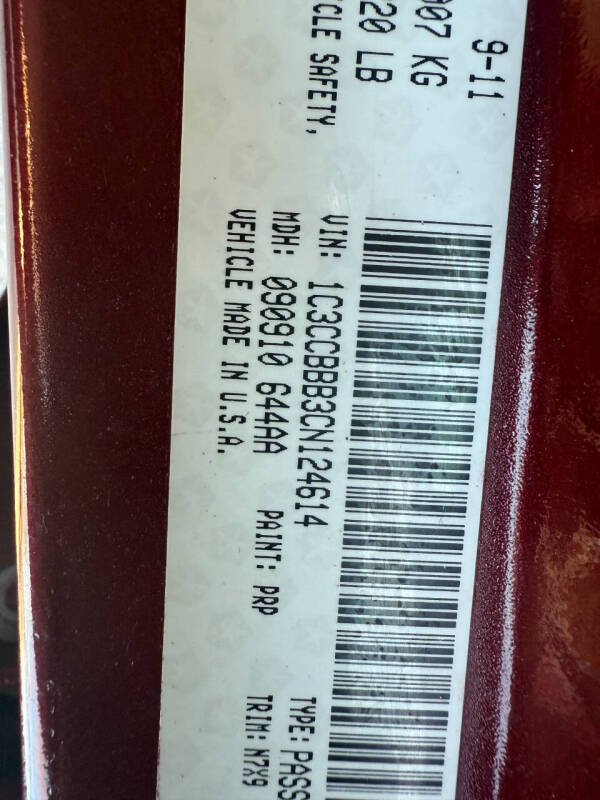 9-11
007 KG
20 LB
CLE SAFETY,
VIN: 1C3CCBBB3CN124614 TYPE: PASS
MDH: 090910 644AA PAINT: PRP TRIM: N7X9
VEHICLE MADE IN U.S.A.